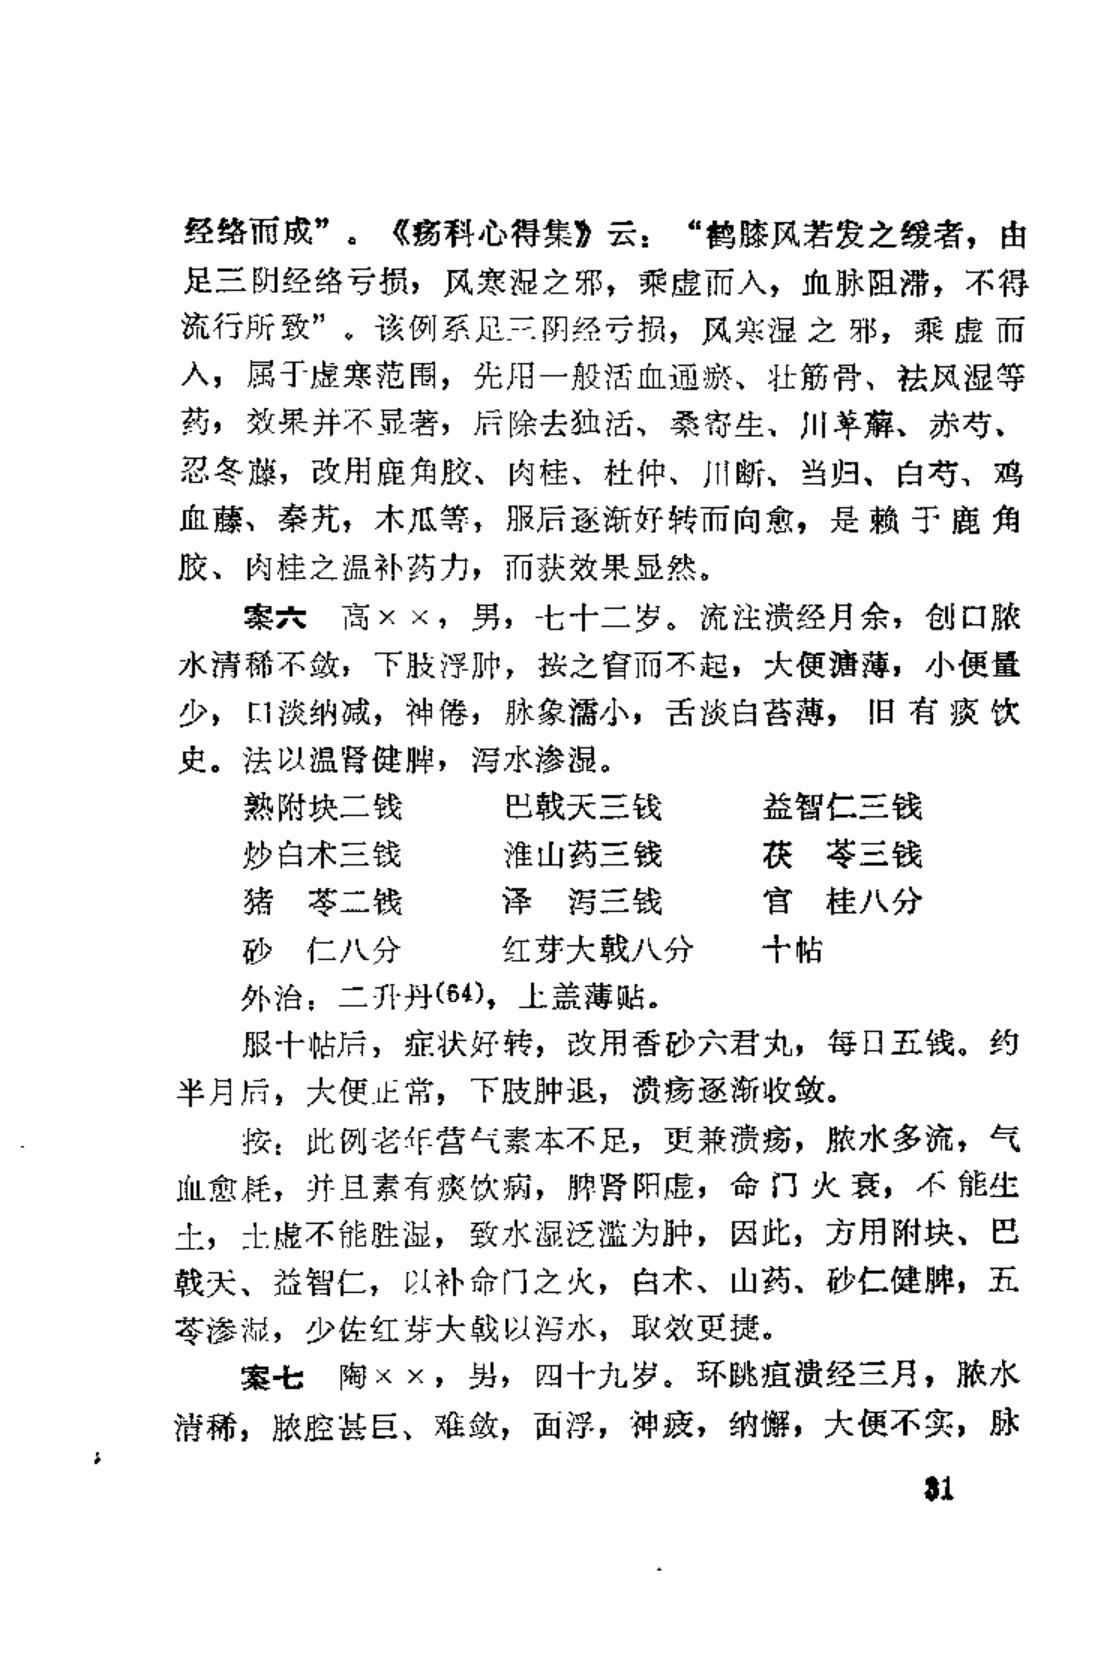 经络而成”。《疡科心得集》云：“鹤膝风若发之缓者，由
足三阴经络亏损，风寒湿之邪，乘虚而入，血脉阻滞，不得
流行所致”。该例系足三阴经亏损，风寒湿之邪，乘虚而
入，属于虚寒范围，先用一般活血通瘀、壮筋骨、祛风湿等
药，效果并不显著，后除去独活、桑寄生、川萆薢、赤芍、
忍冬藤，改用鹿角胶、肉桂、杜仲、川断、当归、白芍、鸡
血藤、秦艽，木瓜等，服后逐渐好转而向愈，是赖于鹿角
胶、肉桂之温补药力，而获效果显然。
案六　高××，男，七十二岁。流注溃经月余，创口脓
水清稀不敛，下肢浮肿，按之窅而不起，大便溏薄，小便量
少，口淡纳减，神倦，脉象濡小，舌淡白苔薄，旧有痰饮
史。法以温肾健脾，泻水渗湿。
熟附块二钱　巴戟天三钱　益智仁三钱
炒白术三钱　淮山药三钱　茯　苓三钱
猪　苓二钱　泽　泻三钱　官　桂八分
砂　仁八分　红芽大戟八分　十帖
外治：二升丹(64)，上盖薄贴。
服十帖后，症状好转，改用香砂六君丸，每日五钱。约
半月后，大便正常，下肢肿退，溃疡逐渐收敛。
按：此例老年营气素本不足，更兼溃疡，脓水多流，气
血愈耗，并且素有痰饮病，脾肾阳虚，命门火衰，不能生
土，土虚不能胜湿，致水湿泛滥为肿，因此，方用附块、巴
戟天、益智仁，以补命门之火，白术、山药、砂仁健脾，五
苓渗湿，少佐红芽大戟以泻水，取效更捷。
案七　陶××，男，四十九岁。环跳疽溃经三月，脓水
清稀，脓腔甚巨、难敛，面浮，神疲，纳懈，大便不实，脉
31